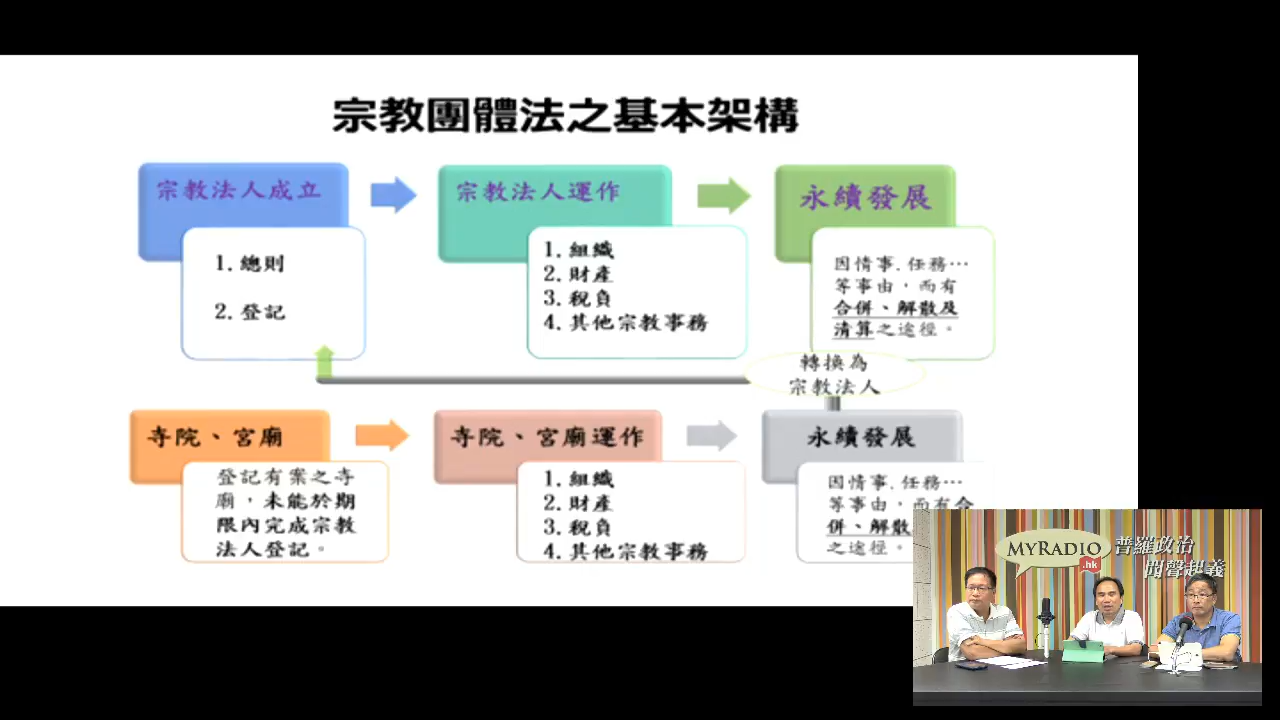 宗教團體法之基本架構
宗教法人成立
1. 總則
2. 登記
宗教法人運作
1. 組織
2. 財產
3. 稅負
4. 其他宗教事務
永續發展
因情事.任務…
等事由,而有
合併、解散及
清算之途徑。
轉換為
宗教法人
寺院、宮廟
登記有案之寺
廟,未能於期
限內完成宗教
法人登記。
寺院、宮廟運作
1. 組織
2. 財產
3. 稅負
4. 其他宗教事務
永續發展
因情事.任務…
等事由,而有合
併、解散
之途徑。
MYRADIO
.hk
普羅政治
聞聲起義